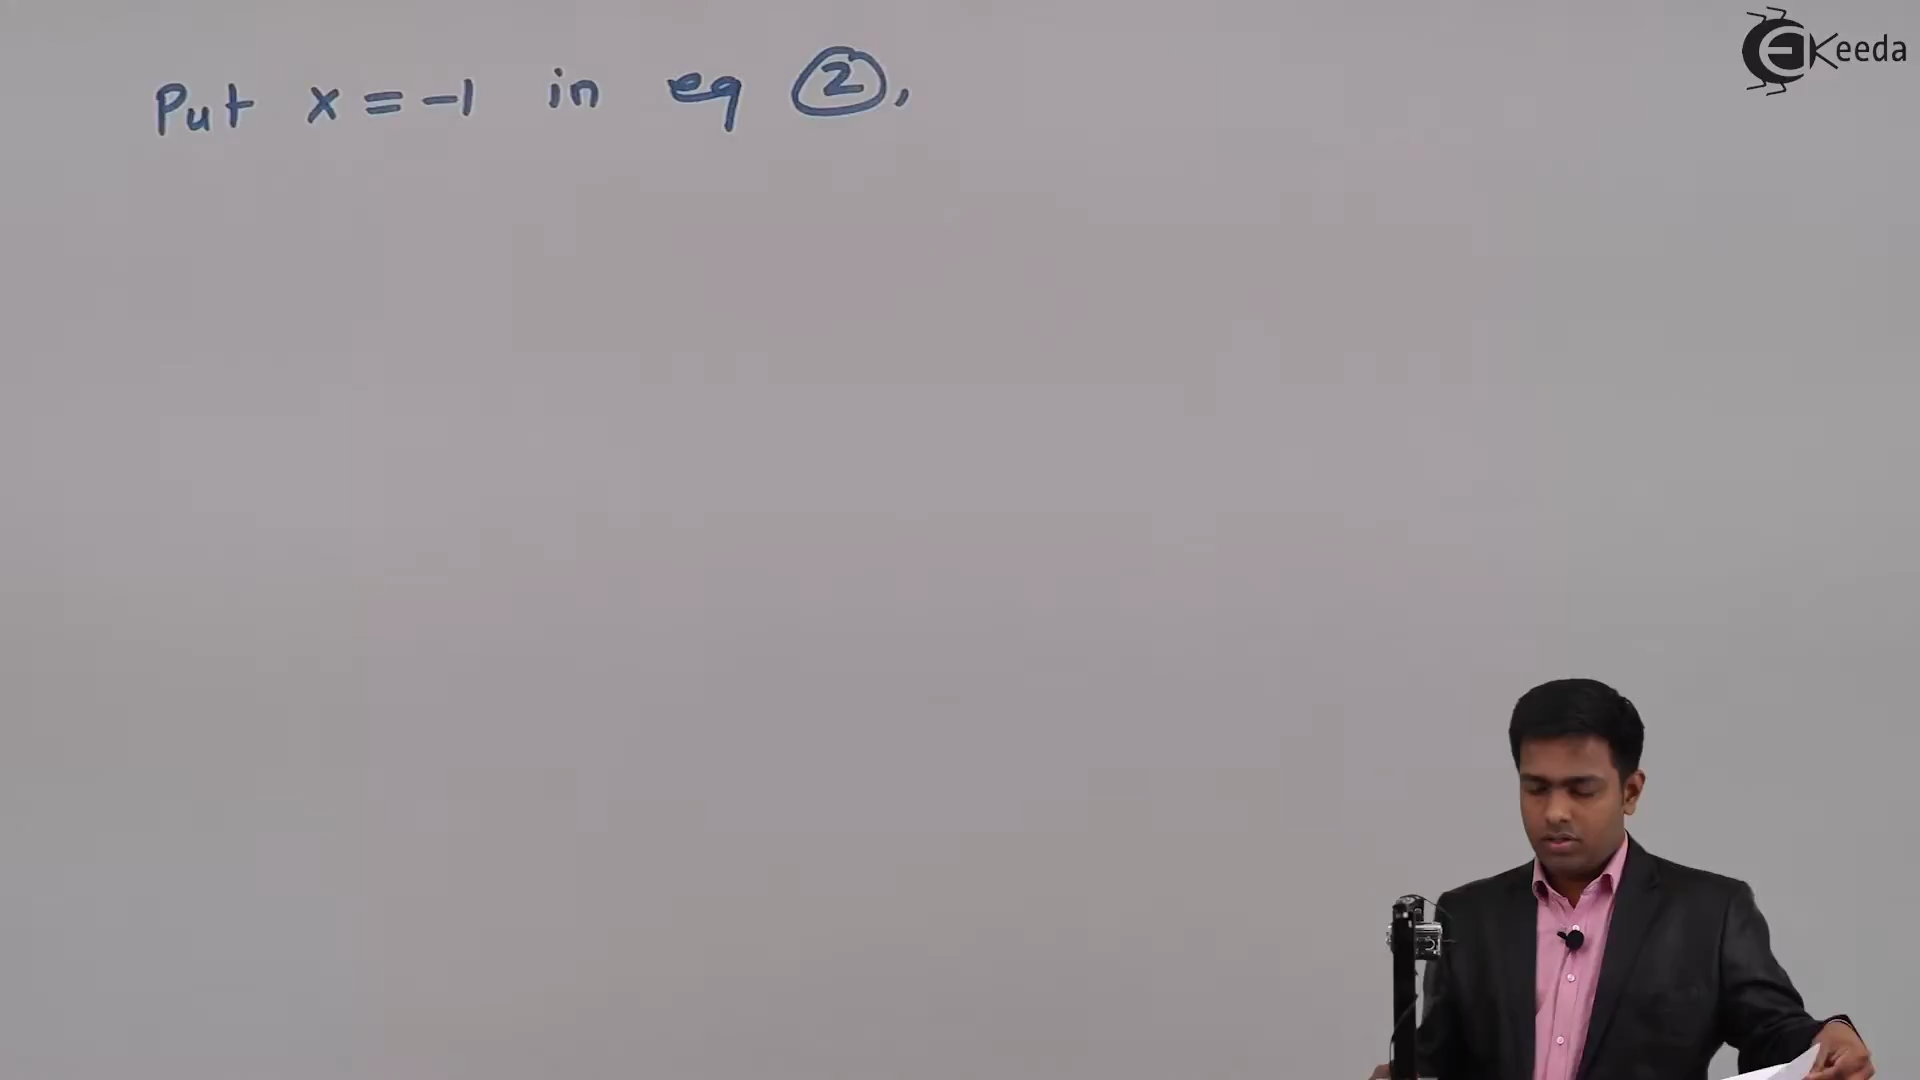 Put x = -1 in eq ②,
EKeeda